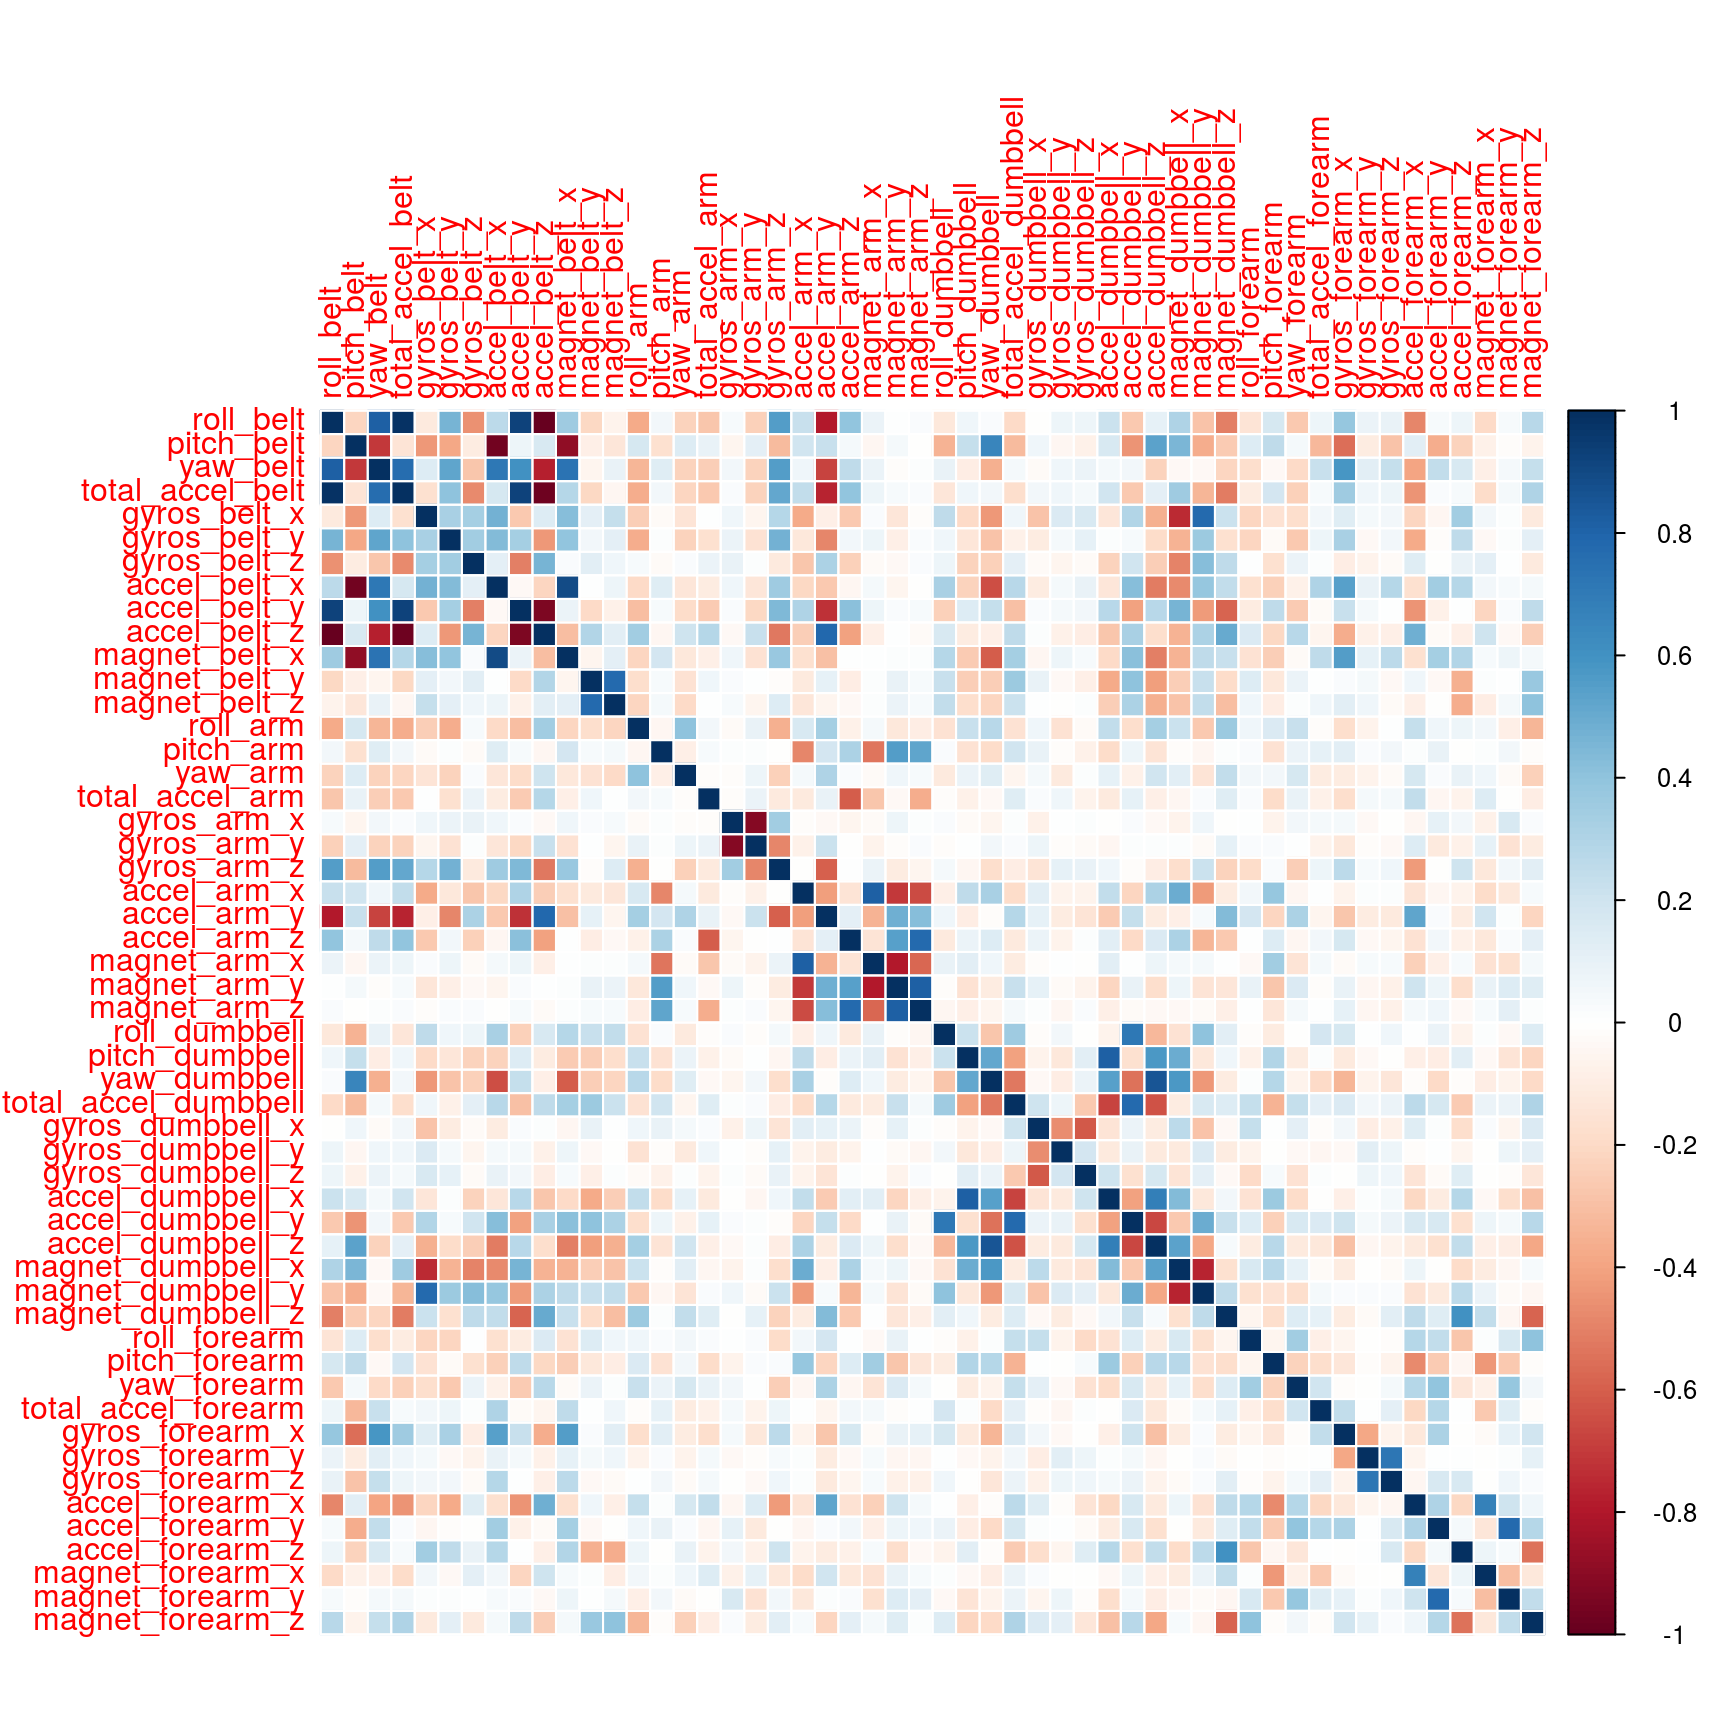 roll_belt
pitch_belt
yaw_belt
total_accel_belt
gyros_belt_x
gyros_belt_y
gyros_belt_z
accel_belt_x
accel_belt_y
accel_belt_z
magnet_belt_x
magnet_belt_y
magnet_belt_z
roll_arm
pitch_arm
yaw_arm
total_accel_arm
gyros_arm_x
gyros_arm_y
gyros_arm_z
accel_arm_x
accel_arm_y
accel_arm_z
magnet_arm_x
magnet_arm_y
magnet_arm_z
roll_dumbbell
pitch_dumbbell
yaw_dumbbell
total_accel_dumbbell
gyros_dumbbell_x
gyros_dumbbell_y
gyros_dumbbell_z
accel_dumbbell_x
accel_dumbbell_y
accel_dumbbell_z
magnet_dumbbell_x
magnet_dumbbell_y
magnet_dumbbell_z
roll_forearm
pitch_forearm
yaw_forearm
total_accel_forearm
gyros_forearm_x
gyros_forearm_y
gyros_forearm_z
accel_forearm_x
accel_forearm_y
accel_forearm_z
magnet_forearm_x
magnet_forearm_y
magnet_forearm_z
roll_belt
pitch_belt
yaw_belt
total_accel_belt
gyros_belt_x
gyros_belt_y
gyros_belt_z
accel_belt_x
accel_belt_y
accel_belt_z
magnet_belt_x
magnet_belt_y
magnet_belt_z
roll_arm
pitch_arm
yaw_arm
total_accel_arm
gyros_arm_x
gyros_arm_y
gyros_arm_z
accel_arm_x
accel_arm_y
accel_arm_z
magnet_arm_x
magnet_arm_y
magnet_arm_z
roll_dumbbell
pitch_dumbbell
yaw_dumbbell
total_accel_dumbbell
gyros_dumbbell_x
gyros_dumbbell_y
gyros_dumbbell_z
accel_dumbbell_x
accel_dumbbell_y
accel_dumbbell_z
magnet_dumbbell_x
magnet_dumbbell_y
magnet_dumbbell_z
roll_forearm
pitch_forearm
yaw_forearm
total_accel_forearm
gyros_forearm_x
gyros_forearm_y
gyros_forearm_z
accel_forearm_x
accel_forearm_y
accel_forearm_z
magnet_forearm_x
magnet_forearm_y
magnet_forearm_z
1
0.8
0.6
0.4
0.2
0
-0.2
-0.4
-0.6
-0.8
-1